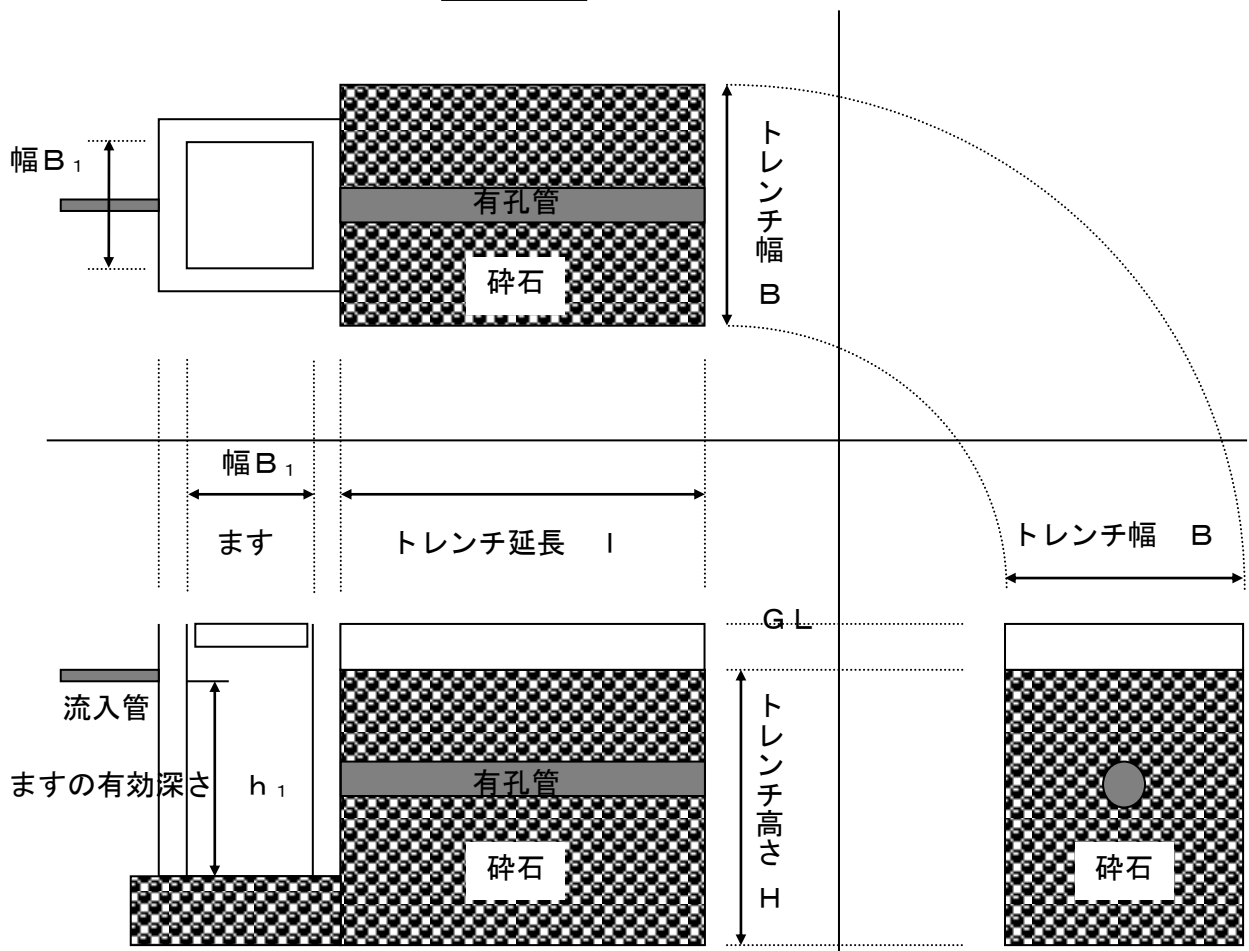 幅Ｂ₁
有孔管
砕石
トレンチ幅 Ｂ
幅Ｂ₁
ます
トレンチ延長 ｌ
トレンチ幅 Ｂ
ＧＬ
流入管
ますの有効深さ ｈ₁
有孔管
砕石
トレンチ高さ Ｈ
砕石